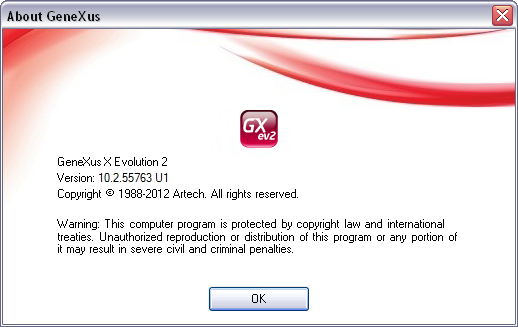 About GeneXus
GX
ev2
GeneXus X Evolution 2
Version: 10.2.55763 U1
Copyright © 1988-2012 Artech. All rights reserved.
Warning: This computer program is protected by copyright law and international
treaties. Unauthorized reproduction or distribution of this program or any portion of
it may result in severe civil and criminal penalties.
OK